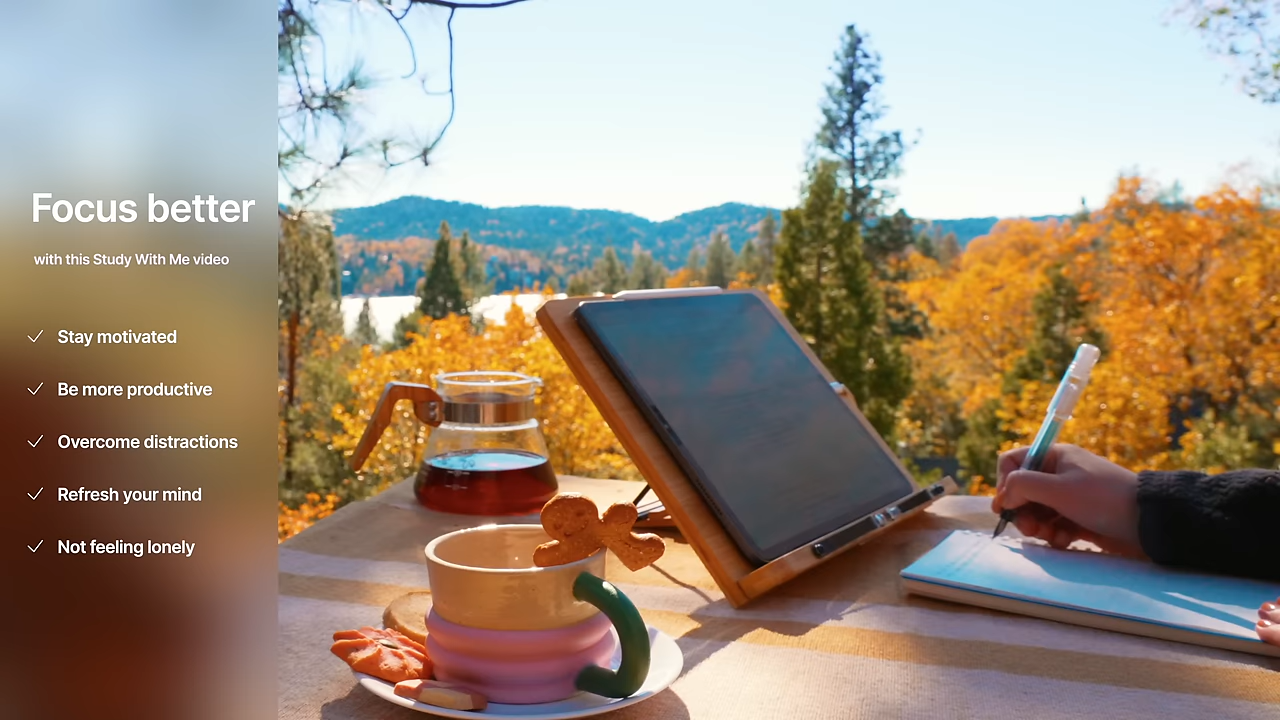 Focus better
with this Study With Me video
Stay motivated
Be more productive
Overcome distractions
Refresh your mind
Not feeling lonely